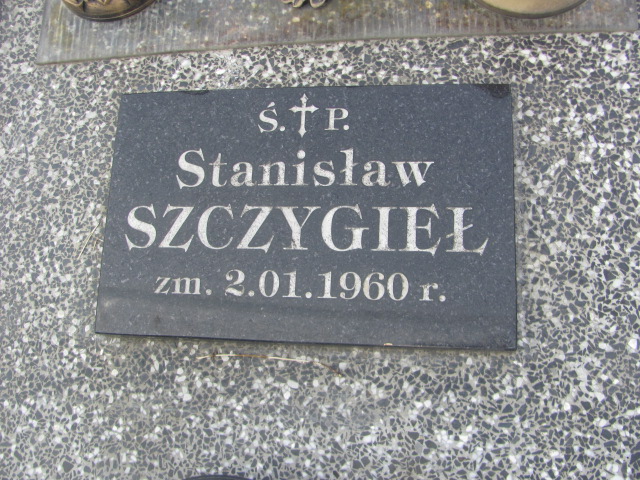 Ś.†P.
Stanisław
SZCZYGIEŁ
zm. 2.01.1960 r.